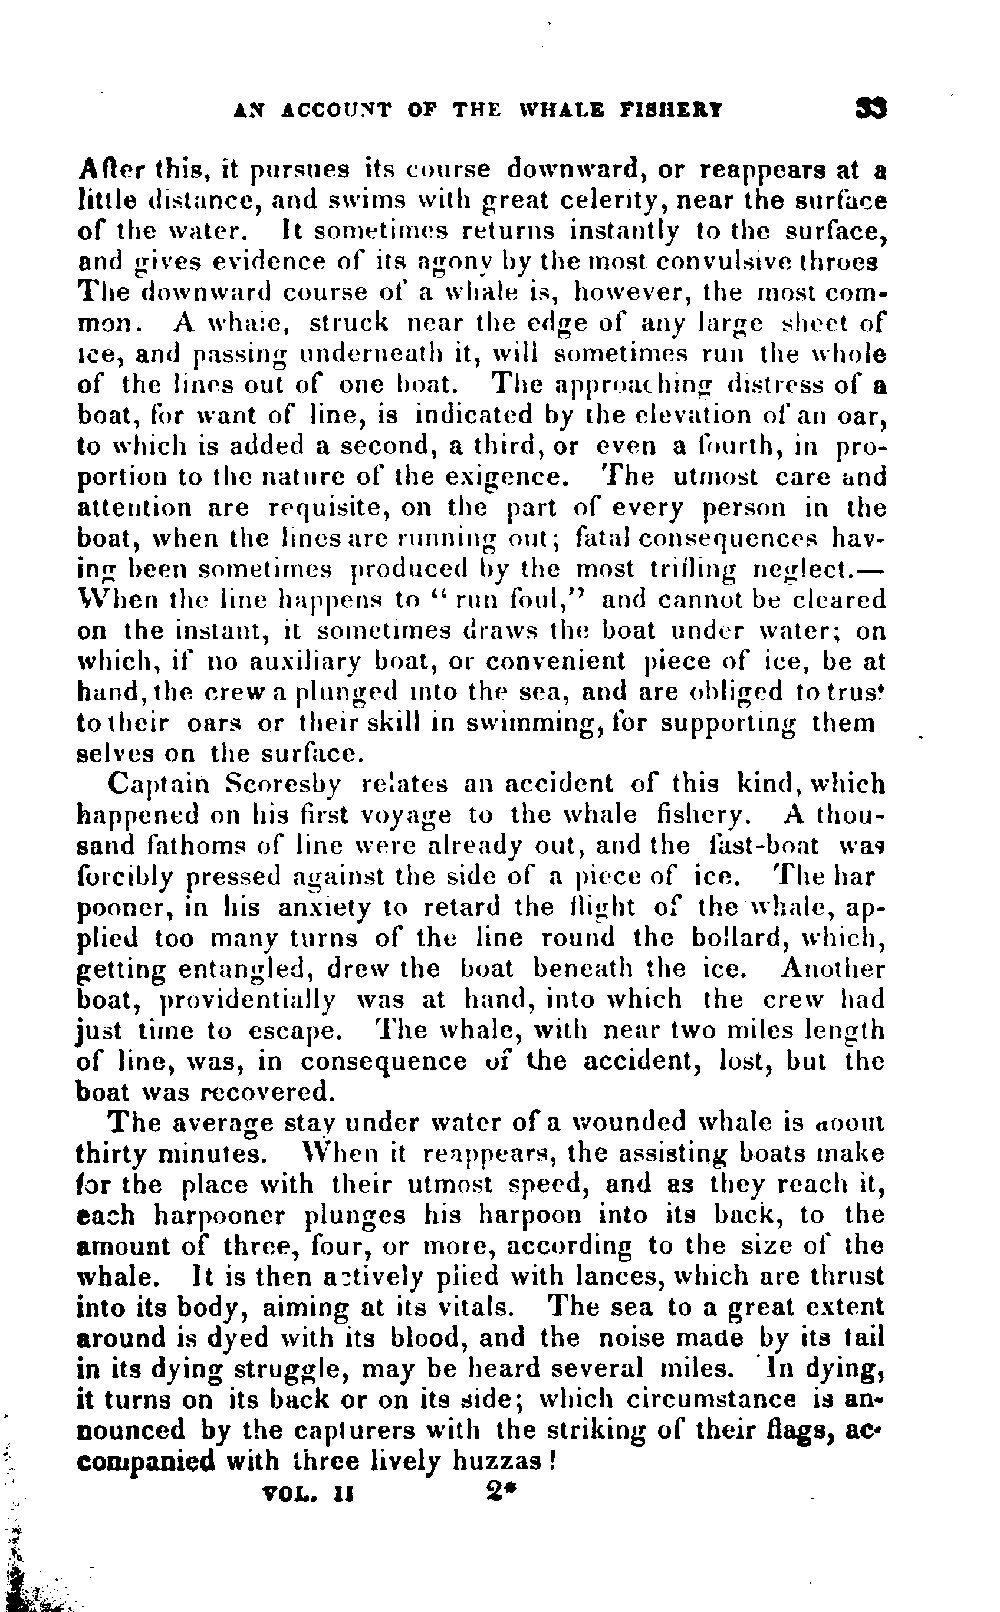 AN ACCOUNT OF THE WHALE FISHERY 33
After this, it pursues its course downward, or reappears at a
little distance, and swims with great celerity, near the surface
of the water. It sometimes returns instantly to the surface,
and gives evidence of its agony by the most convulsive throes
The downward course of a whale is, however, the most com-
mon. A whale, struck near the edge of any large sheet of
ice, and passing underneath it, will sometimes run the whole
of the lines out of one boat. The approaching distress of a
boat, for want of line, is indicated by the elevation of an oar,
to which is added a second, a third, or even a fourth, in pro-
portion to the nature of the exigence. The utmost care and
attention are requisite, on the part of every person in the
boat, when the lines are running out; fatal consequences hav-
ing been sometimes produced by the most trifling neglect.—
When the line happens to “run foul,” and cannot be cleared
on the instant, it sometimes draws the boat under water; on
which, if no auxiliary boat, or convenient piece of ice, be at
hand, the crew a plunged into the sea, and are obliged to trust
to their oars or their skill in swimming, for supporting them
selves on the surface.
Captain Scoresby relates an accident of this kind, which
happened on his first voyage to the whale fishery. A thou-
sand fathoms of line were already out, and the fast-boat was
forcibly pressed against the side of a piece of ice. The har
pooner, in his anxiety to retard the flight of the whale, ap-
plied too many turns of the line round the bollard, which,
getting entangled, drew the boat beneath the ice. Another
boat, providentially was at hand, into which the crew had
just time to escape. The whale, with near two miles length
of line, was, in consequence of the accident, lost, but the
boat was recovered.
The average stay under water of a wounded whale is about
thirty minutes. When it reappears, the assisting boats make
for the place with their utmost speed, and as they reach it,
each harpooner plunges his harpoon into its back, to the
amount of three, four, or more, according to the size of the
whale. It is then actively plied with lances, which are thrust
into its body, aiming at its vitals. The sea to a great extent
around is dyed with its blood, and the noise made by its tail
in its dying struggle, may be heard several miles. In dying,
it turns on its back or on its side; which circumstance is an-
nounced by the capturers with the striking of their flags, ac-
companied with three lively huzzas!
VOL. II 2*